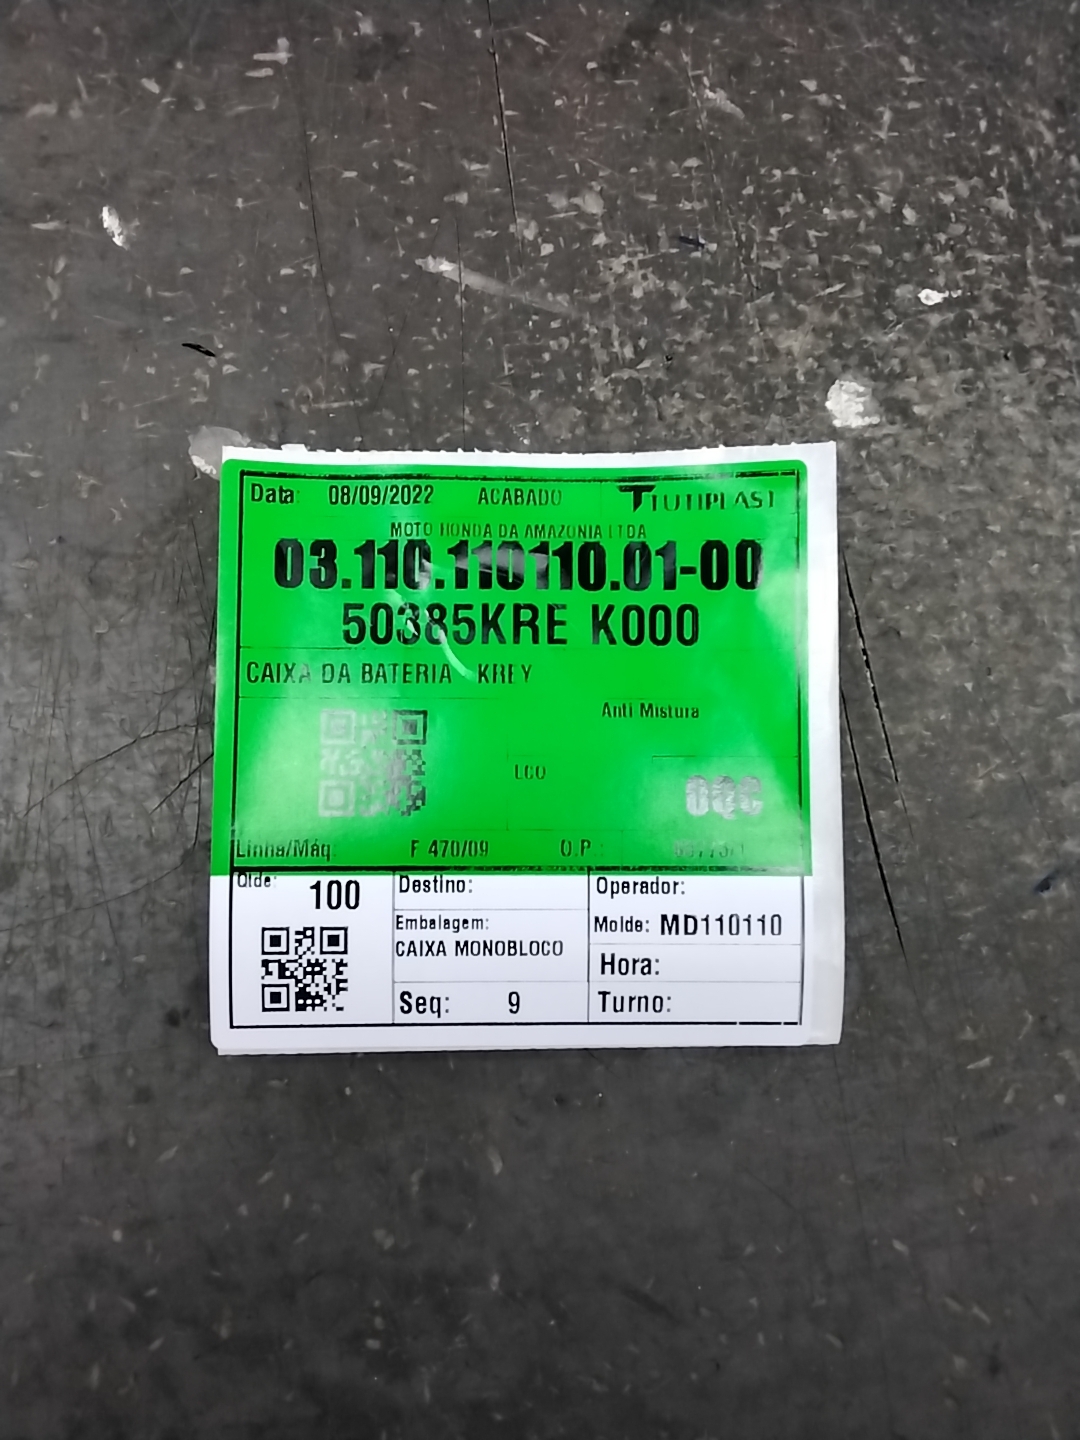 Data: 08/09/2022 ACABADO TUTIPLAST
MOTO HONDA DA AMAZONIA LTDA
03.110.110110.01-00
50385KRE K000
CAIXA DA BATERIA KREY
Anti Mistura
LCO
OQC
Linha/Máq F 470/09 O.P.:
Qtde: 100
Destino:
Operador:
Embalagem:
CAIXA MONOBLOCO
Molde: MD110110
Hora:
Seq: 9
Turno: